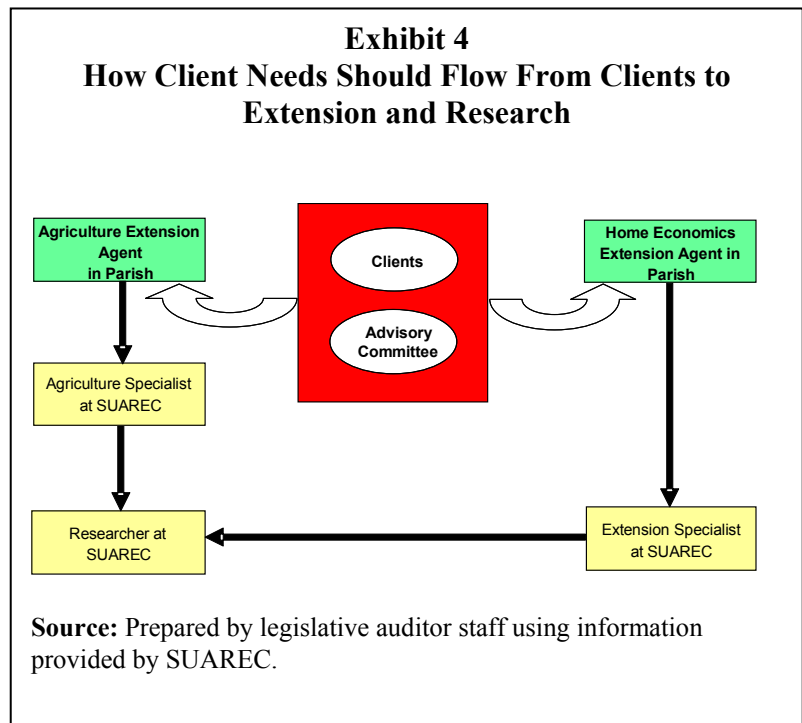 Exhibit 4
How Client Needs Should Flow From Clients to
Extension and Research
Agriculture Extension
Agent
in Parish
Clients
Home Economics
Extension Agent in
Parish
Advisory
Committee
Agriculture Specialist
at SUAREC
Researcher at
SUAREC
Extension Specialist
at SUAREC
Source: Prepared by legislative auditor staff using information
provided by SUAREC.